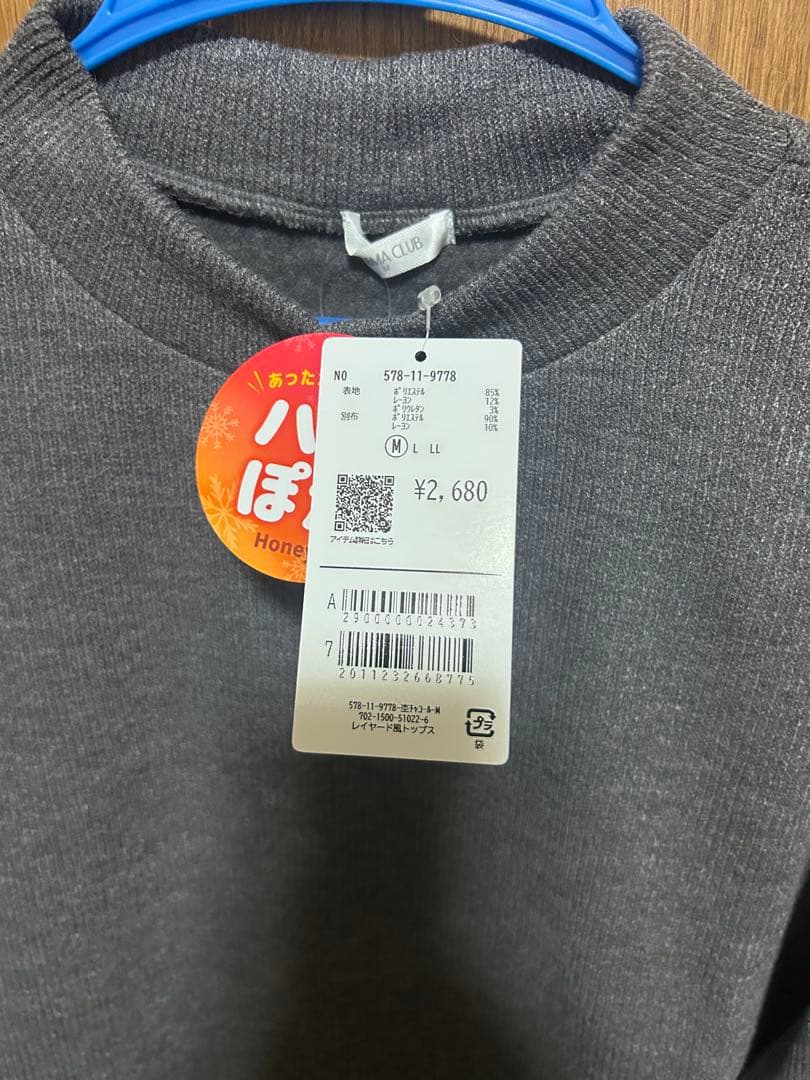 CLUB
M
あった
ハ
ぽ
Honey
NO 578-11-9778
表地 ポリエステル 85%
レーヨン 12%
ポリウレタン 3%
別布 ポリエステル 90%
レーヨン 10%
M L LL
¥2,680
アイテム詳細はこちら
A
2900000024373
7
2011232668775
578-11-9778-杢チャコール-M
702-1500-51022-6
レイヤード風トップス
プラ
袋